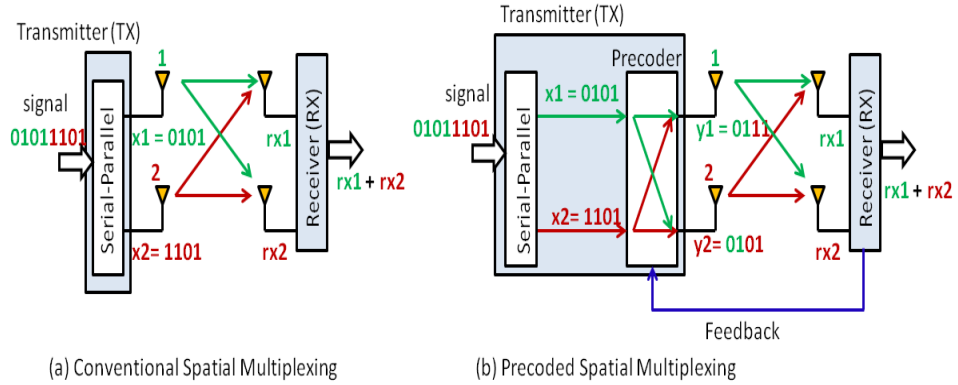 Transmitter (TX)
1
signal
01011101
Serial-Parallel
x1 = 0101
2
x2= 1101
rx1
rx2
Receiver (RX)
rx1 + rx2
(a) Conventional Spatial Multiplexing
Transmitter (TX)
Precoder
1
signal
01011101
Serial-Parallel
x1 = 0101
x2= 1101
y1 = 0111
2
y2= 0101
rx1
rx2
Receiver (RX)
rx1 + rx2
Feedback
(b) Precoded Spatial Multiplexing